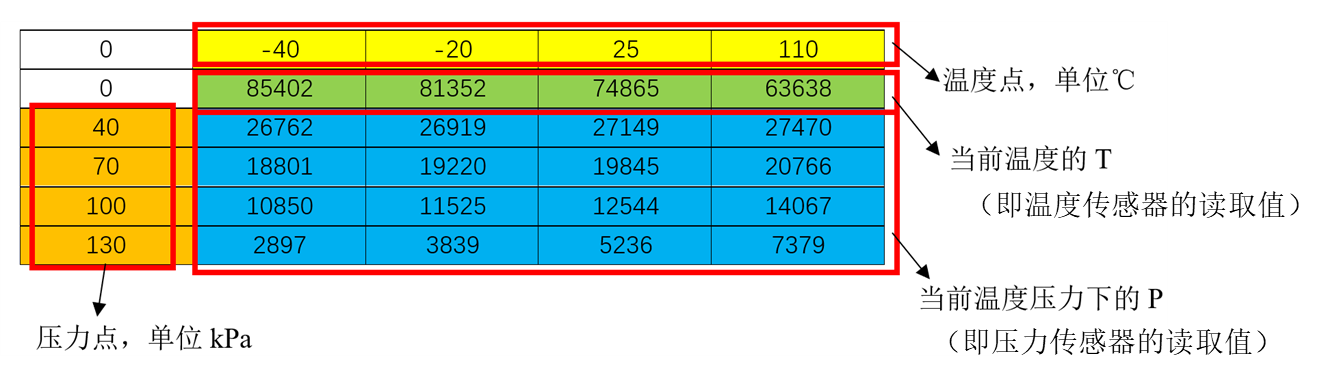 0 -40 -20 25 110
0 85402 81352 74865 63638
40 26762 26919 27149 27470
70 18801 19220 19845 20766
100 10850 11525 12544 14067
130 2897 3839 5236 7379
温度点，单位℃
当前温度的 T
（即温度传感器的读取值）
当前温度压力下的 P
（即压力传感器的读取值）
压力点，单位 kPa